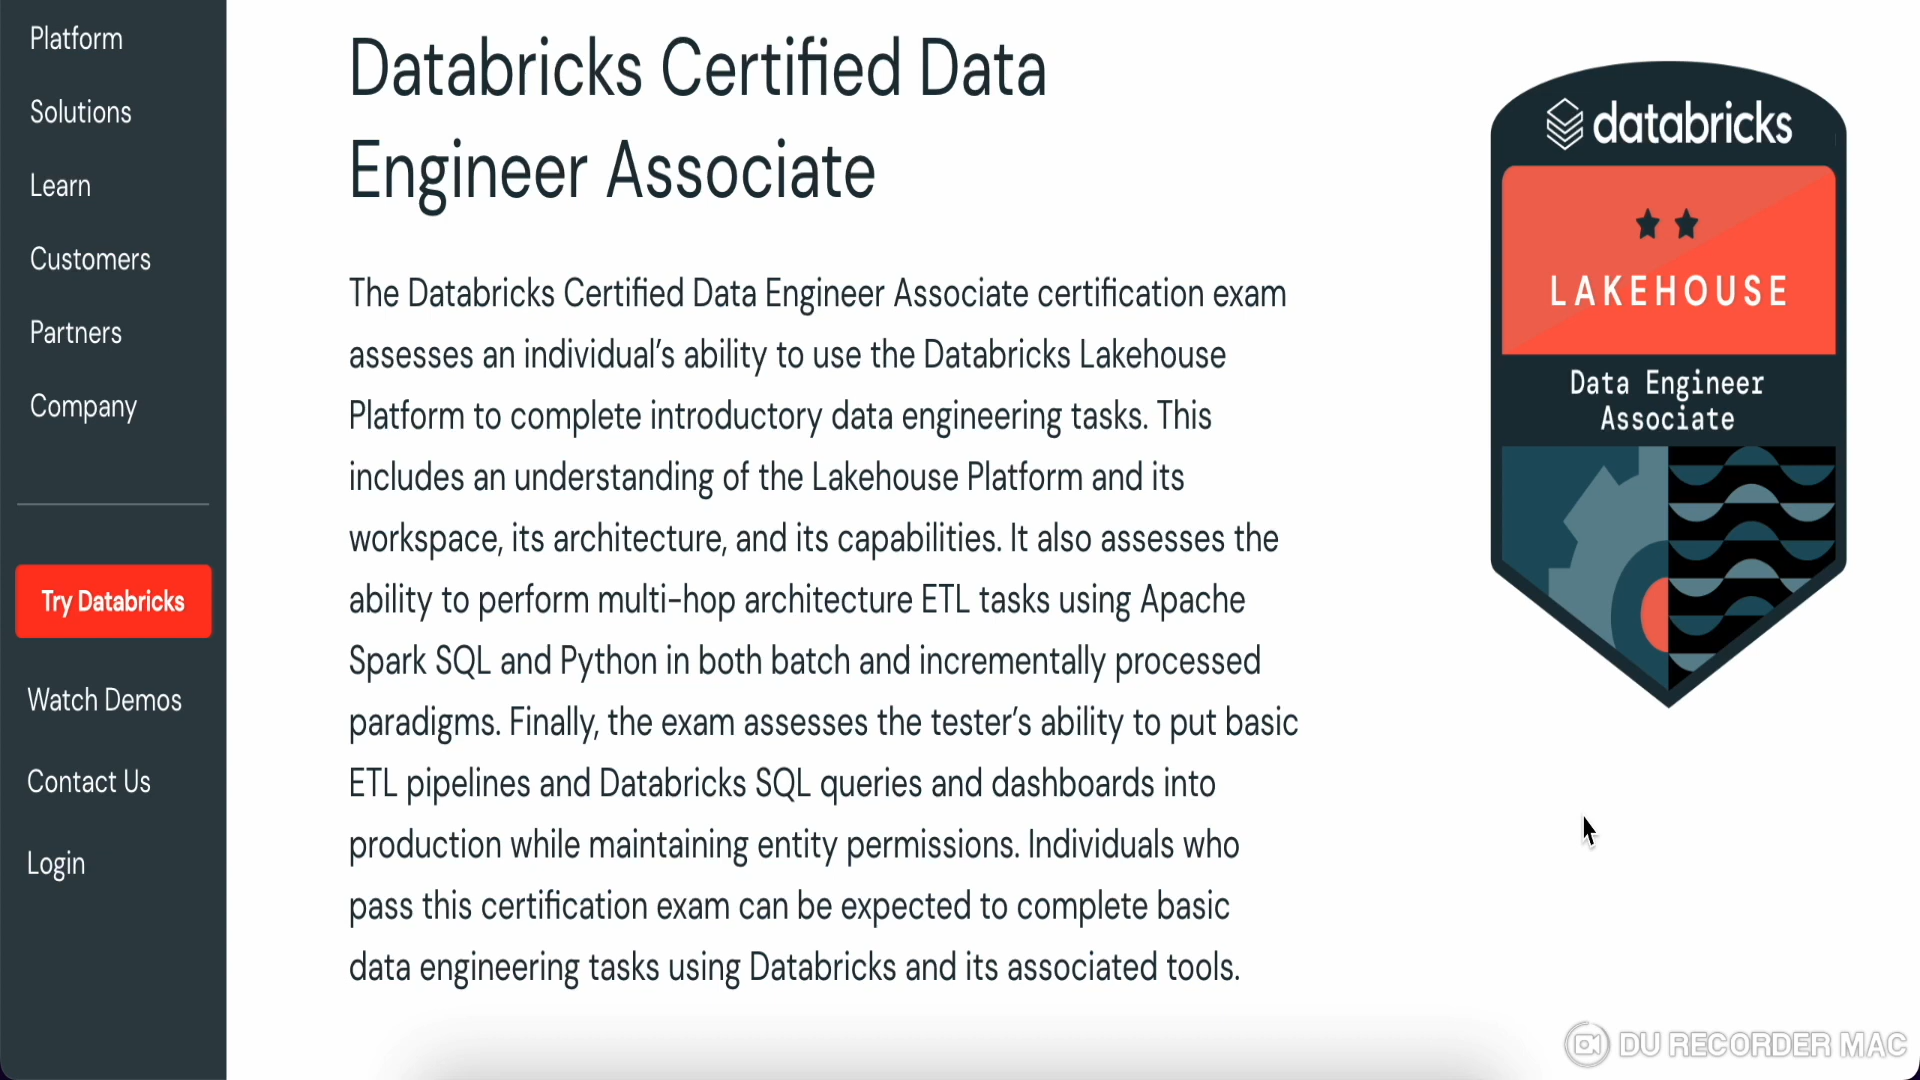 Platform
Solutions
Learn
Customers
Partners
Company
Try Databricks
Watch Demos
Contact Us
Login
Databricks Certified Data
Engineer Associate
The Databricks Certified Data Engineer Associate certification exam
assesses an individual’s ability to use the Databricks Lakehouse
Platform to complete introductory data engineering tasks. This
includes an understanding of the Lakehouse Platform and its
workspace, its architecture, and its capabilities. It also assesses the
ability to perform multi-hop architecture ETL tasks using Apache
Spark SQL and Python in both batch and incrementally processed
paradigms. Finally, the exam assesses the tester’s ability to put basic
ETL pipelines and Databricks SQL queries and dashboards into
production while maintaining entity permissions. Individuals who
pass this certification exam can be expected to complete basic
data engineering tasks using Databricks and its associated tools.
databricks
LAKEHOUSE
Data Engineer
Associate
DU RECORDER MAC